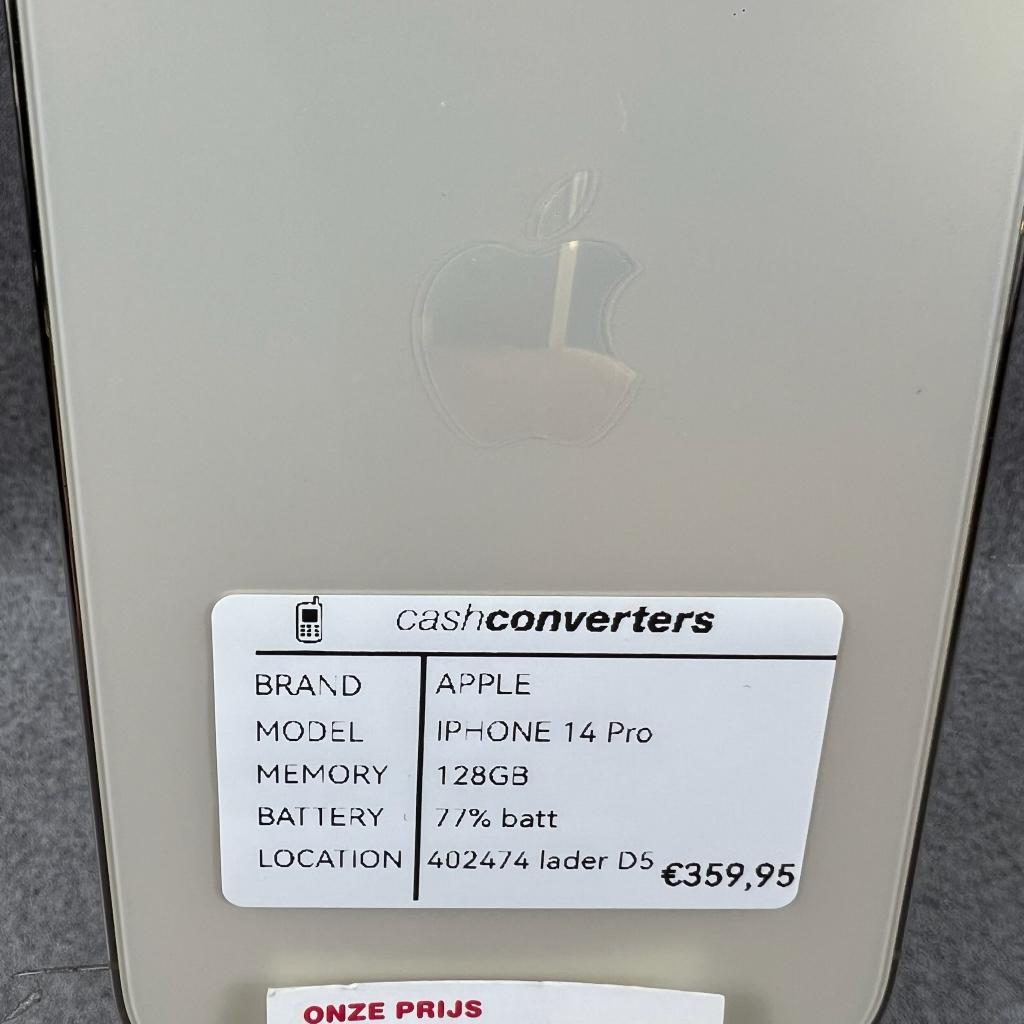 cashconverters
BRAND APPLE
MODEL IPHONE 14 Pro
MEMORY 128GB
BATTERY 77% batt
LOCATION 402474 lader D5 €359,95
ONZE PRIJS